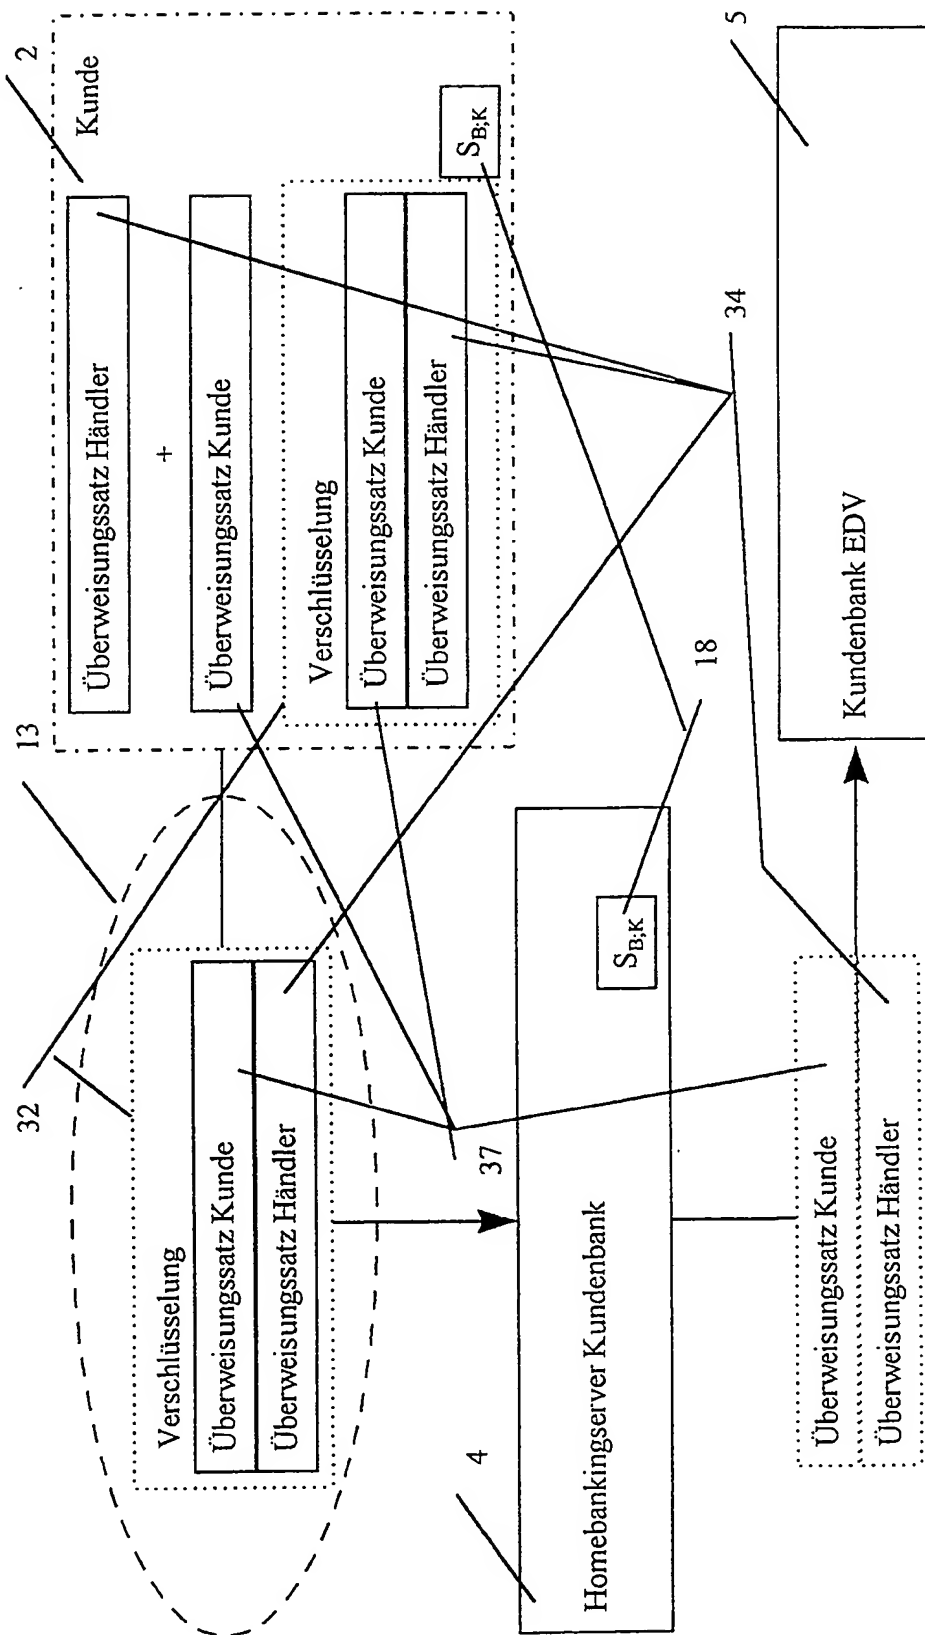 13
2
Kunde
Überweisungssatz Händler
+
Überweisungssatz Kunde
Verschlüsselung
Überweisungssatz Kunde
Überweisungssatz Händler
S_{B;K}
32
Verschlüsselung
Überweisungssatz Kunde
Überweisungssatz Händler
37
4
Homebankingserver Kundenbank
S_{B;K}
18
34
5
Überweisungssatz Kunde
Überweisungssatz Händler
Kundenbank EDV